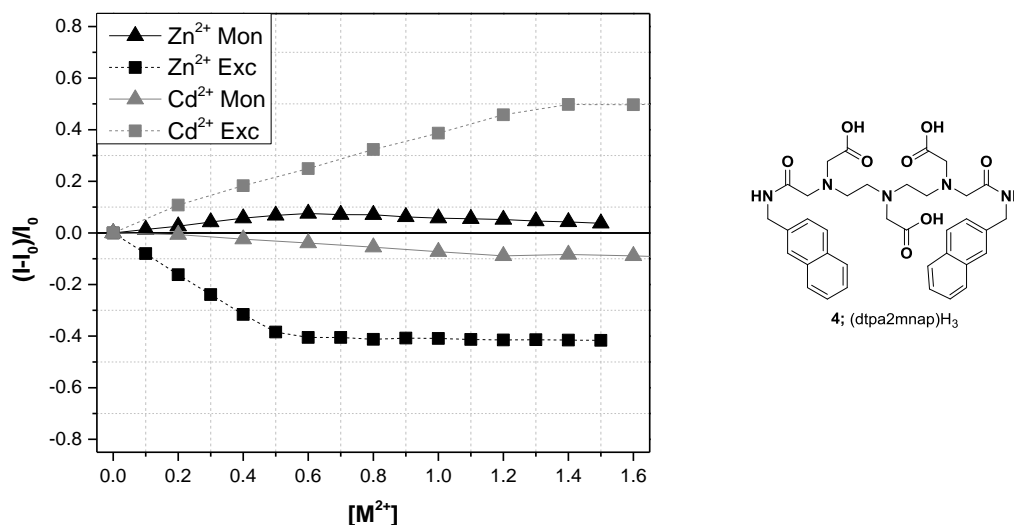 0.8
0.6
0.4
0.2
0.0
-0.2
-0.4
-0.6
-0.8
(I-I₀)/I₀
Zn²⁺ Mon
Zn²⁺ Exc
Cd²⁺ Mon
Cd²⁺ Exc
0.0 0.2 0.4 0.6 0.8 1.0 1.2 1.4 1.6
[M²⁺]
OH OH
O O O O
HN N N N NH
OH
O
4; (dtpa2mnap)H₃